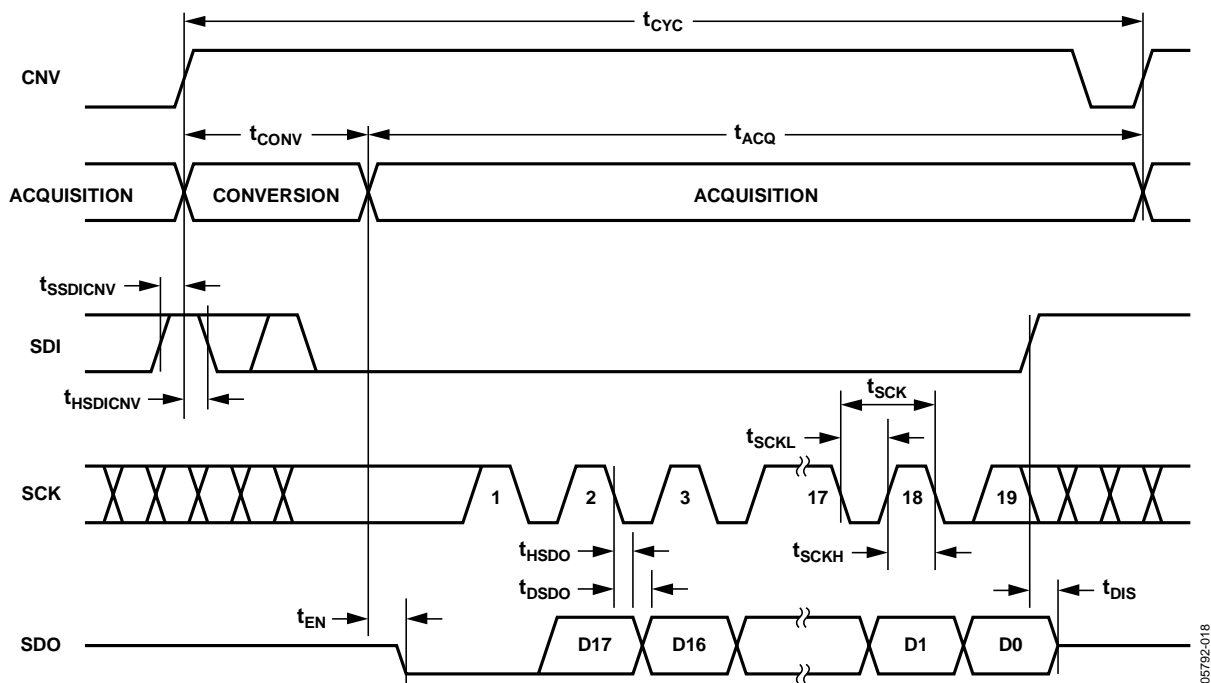 tCYC
CNV
tCONV
tACQ
ACQUISITION
CONVERSION
ACQUISITION
tSSDICNV
SDI
tHSDICNV
tSCK
tSCKL
SCK
1
2
3
17
18
19
tHSDO
tSCKH
tDSDO
tDIS
tEN
SDO
D17
D16
D1
D0
05792-018